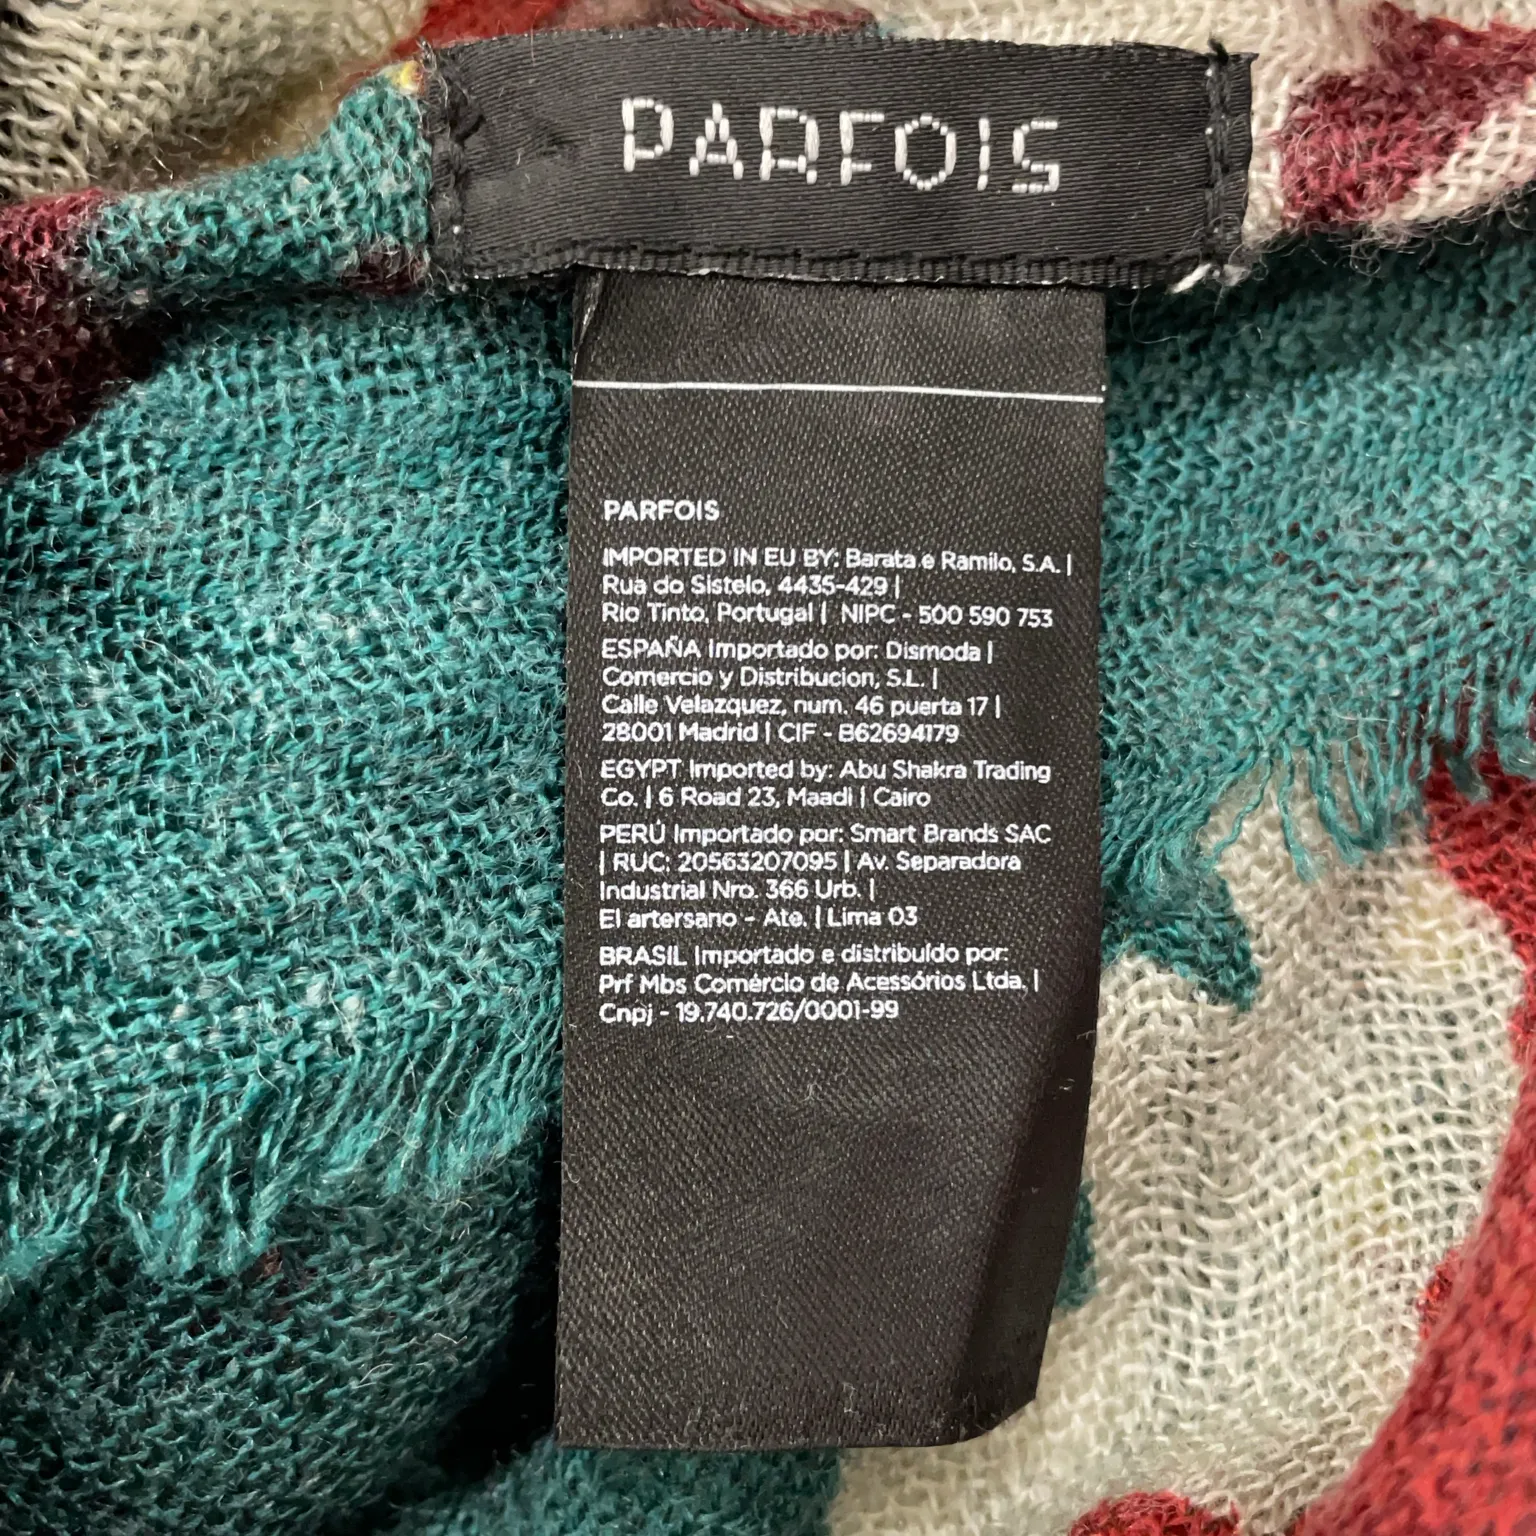 PARFOIS
PARFOIS
IMPORTED IN EU BY: Barata e Ramilo, S.A. |
Rua do Sistelo, 4435-429 |
Rio Tinto, Portugal | NIPC - 500 590 753
ESPAÑA Importado por: Dismoda |
Comercio y Distribucion, S.L. |
Calle Velazquez, num. 46 puerta 17 |
28001 Madrid | CIF - B62694179
EGYPT Imported by: Abu Shakra Trading
Co. | 6 Road 23, Maadi | Cairo
PERÚ Importado por: Smart Brands SAC
| RUC: 20563207095 | Av. Separadora
Industrial Nro. 366 Urb. |
El artersano - Ate. | Lima 03
BRASIL Importado e distribuído por:
Prf Mbs Comércio de Acessórios Ltda. |
Cnpj - 19.740.726/0001-99